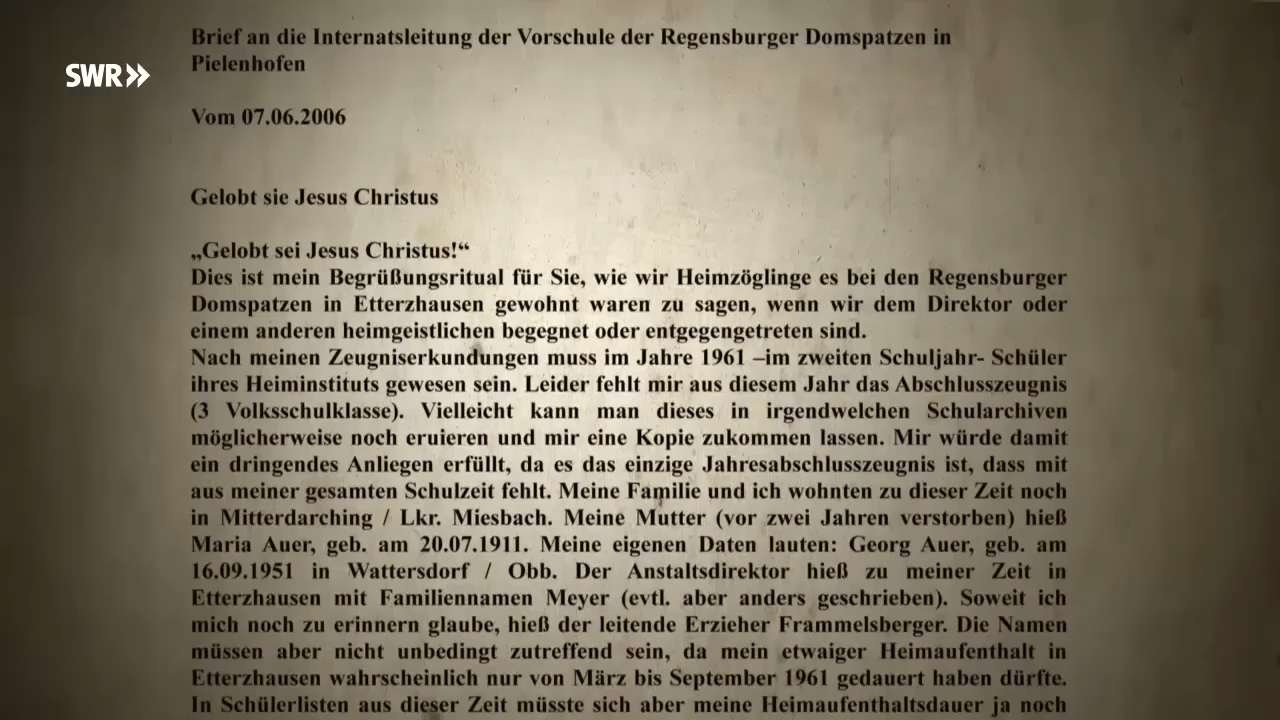 Brief an die Internatsleitung der Vorschule der Regensburger Domspatzen in
Pielenhofen
SWR
Vom 07.06.2006
Gelobt sie Jesus Christus
„Gelobt sei Jesus Christus!“
Dies ist mein Begrüßungsritual für Sie, wie wir Heimzöglinge es bei den Regensburger
Domspatzen in Etterzhausen gewohnt waren zu sagen, wenn wir dem Direktor oder
einem anderen heimgeistlichen begegnet oder entgegengetreten sind.
Nach meinen Zeugniserkundungen muss im Jahre 1961 –im zweiten Schuljahr- Schüler
ihres Heiminstituts gewesen sein. Leider fehlt mir aus diesem Jahr das Abschlusszeugnis
(3 Volksschulklasse). Vielleicht kann man dieses in irgendwelchen Schularchiven
möglicherweise noch eruieren und mir eine Kopie zukommen lassen. Mir würde damit
ein dringendes Anliegen erfüllt, da es das einzige Jahresabschlusszeugnis ist, dass mit
aus meiner gesamten Schulzeit fehlt. Meine Familie und ich wohnten zu dieser Zeit noch
in Mitterdarching / Lkr. Miesbach. Meine Mutter (vor zwei Jahren verstorben) hieß
Maria Auer, geb. am 20.07.1911. Meine eigenen Daten lauten: Georg Auer, geb. am
16.09.1951 in Wattersdorf / Obb. Der Anstaltsdirektor hieß zu meiner Zeit in
Etterzhausen mit Familiennamen Meyer (evtl. aber anders geschrieben). Soweit ich
mich noch zu erinnern glaube, hieß der leitende Erzieher Frammelsberger. Die Namen
müssen aber nicht unbedingt zutreffend sein, da mein etwaiger Heimaufenthalt in
Etterzhausen wahrscheinlich nur von März bis September 1961 gedauert haben dürfte.
In Schülerlisten aus dieser Zeit müsste sich aber meine Heimaufenthaltsdauer ja noch